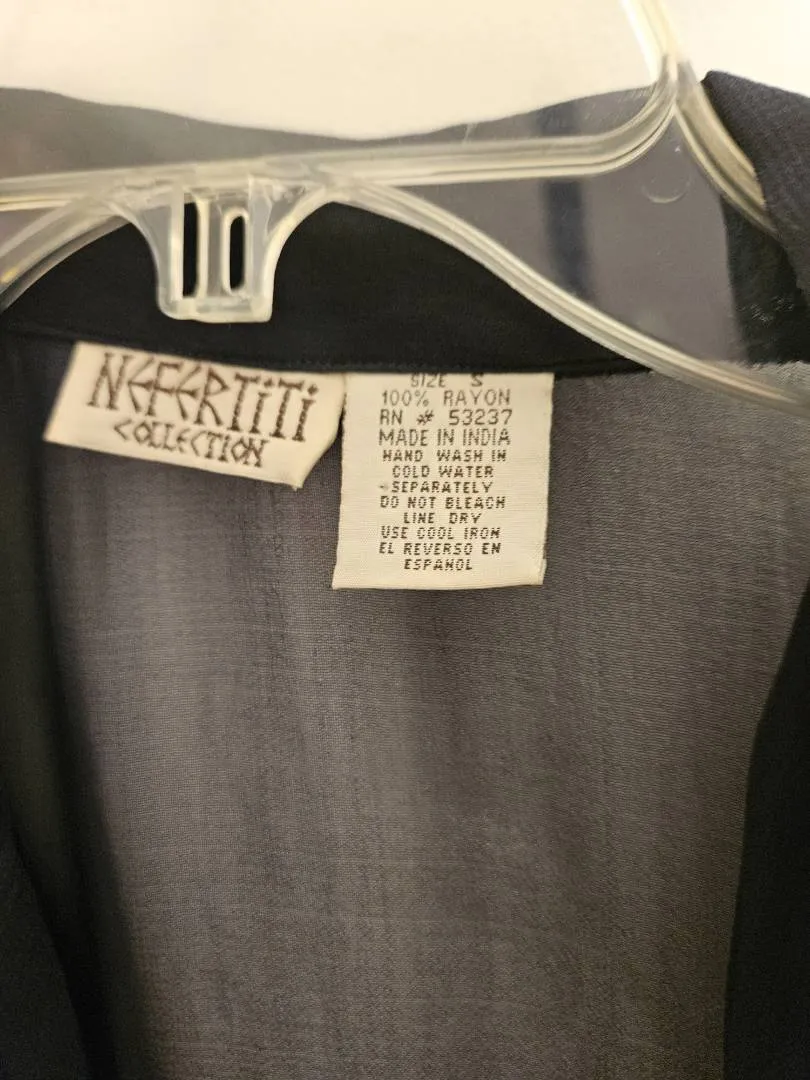 NEFERTiTi
COLLECTION
SIZE S
100% RAYON
RN # 53237
MADE IN INDIA
HAND WASH IN
COLD WATER
SEPARATELY
DO NOT BLEACH
LINE DRY
USE COOL IRON
EL REVERSO EN
ESPAÑOL